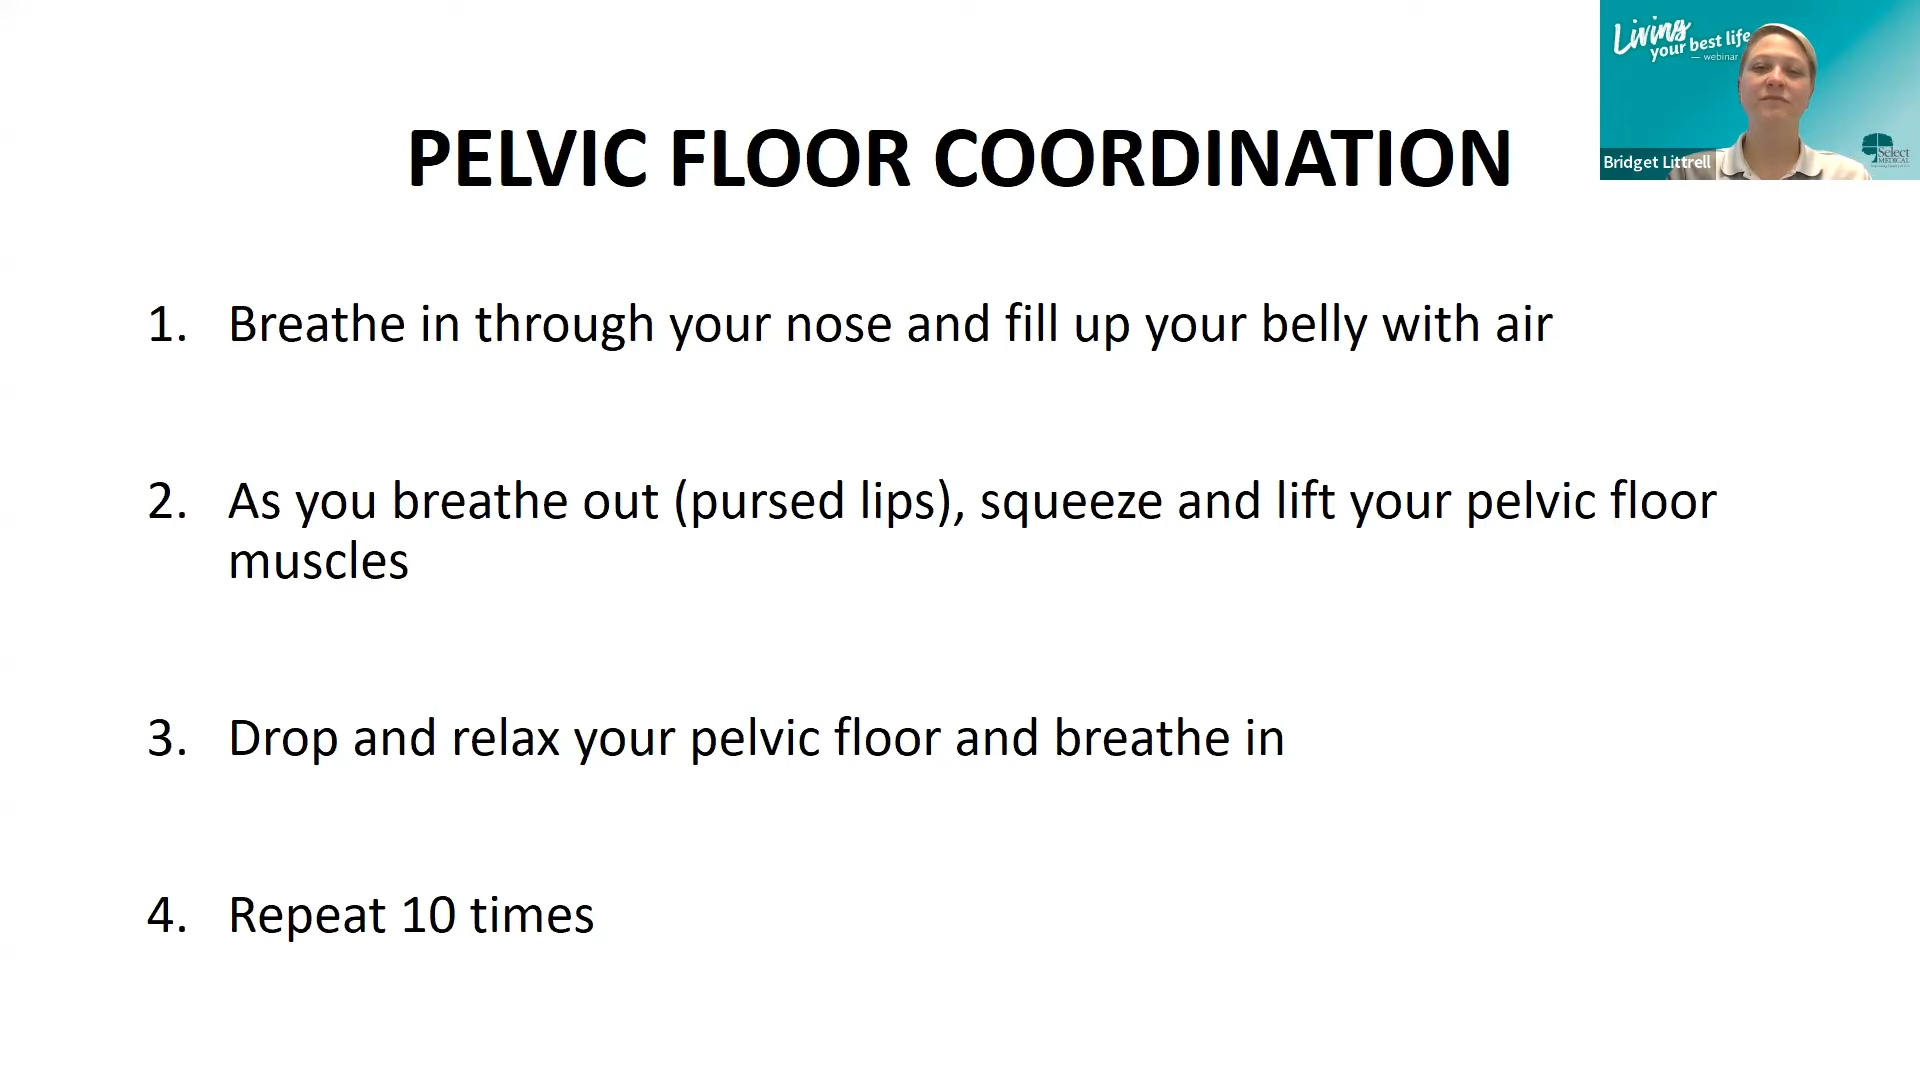 Living
your best life
— webinar
PELVIC FLOOR COORDINATION
Bridget Littrell
Select
MEDICAL
1. Breathe in through your nose and fill up your belly with air
2. As you breathe out (pursed lips), squeeze and lift your pelvic floor
muscles
3. Drop and relax your pelvic floor and breathe in
4. Repeat 10 times